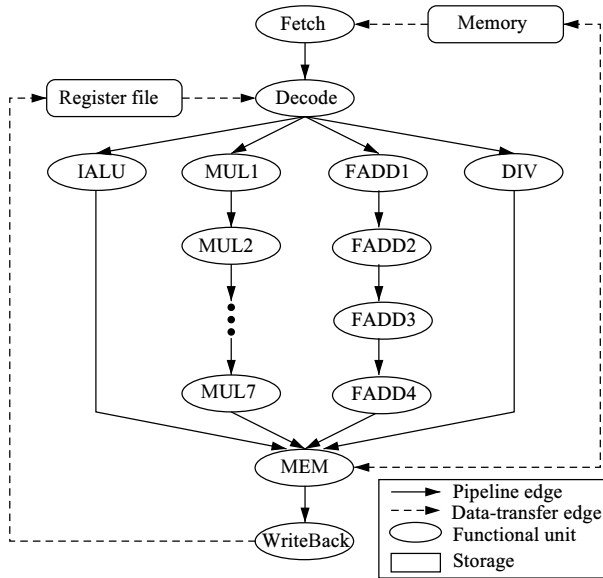 Fetch
Memory
Register file
Decode
IALU
MUL1
FADD1
DIV
MUL2
FADD2
FADD3
MUL7
FADD4
MEM
WriteBack
Pipeline edge
Data-transfer edge
Functional unit
Storage